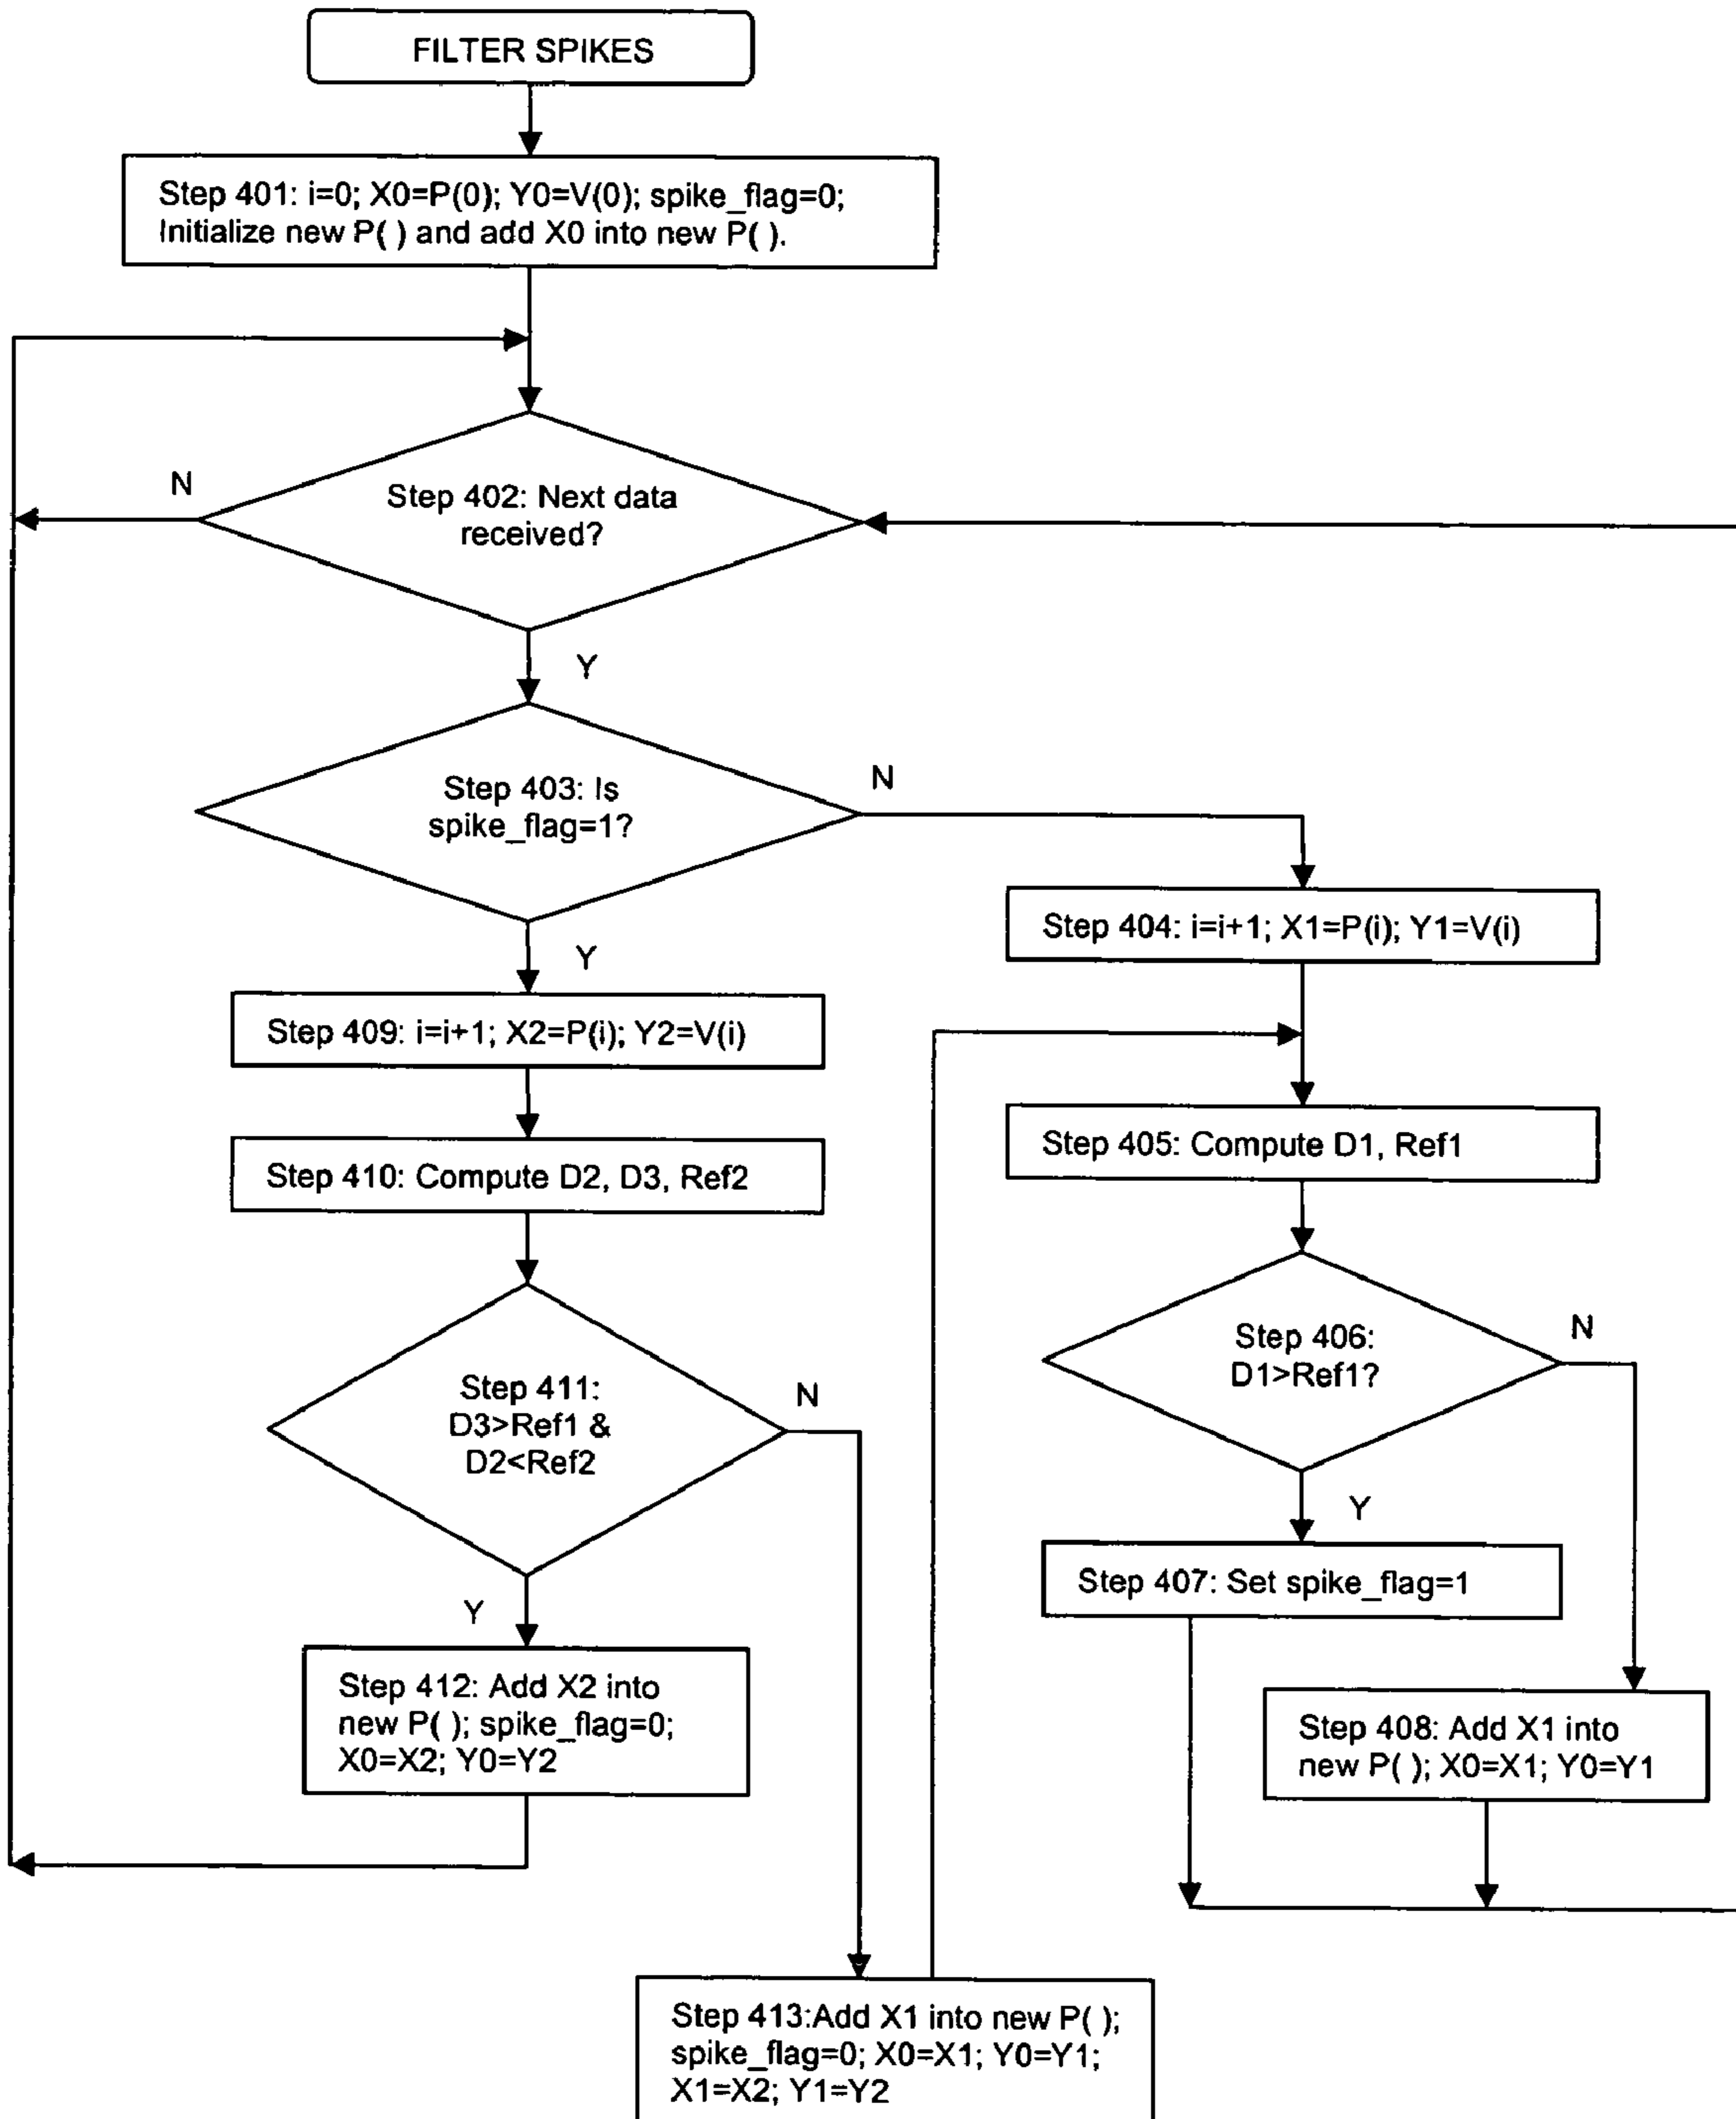 FILTER SPIKES
Step 401: i=0; X0=P(0); Y0=V(0); spike_flag=0;
Initialize new P( ) and add X0 into new P( ).
N
Step 402: Next data
received?
Y
Step 403: Is
spike_flag=1?
N
Y
Step 404: i=i+1; X1=P(i); Y1=V(i)
Step 409: i=i+1; X2=P(i); Y2=V(i)
Step 405: Compute D1, Ref1
Step 410: Compute D2, D3, Ref2
Step 406:
D1>Ref1?
N
Y
Step 411:
D3>Ref1 &
D2<Ref2
N
Y
Step 407: Set spike_flag=1
Step 412: Add X2 into
new P( ); spike_flag=0;
X0=X2; Y0=Y2
Step 408: Add X1 into
new P( ); X0=X1; Y0=Y1
Step 413:Add X1 into new P( );
spike_flag=0; X0=X1; Y0=Y1;
X1=X2; Y1=Y2